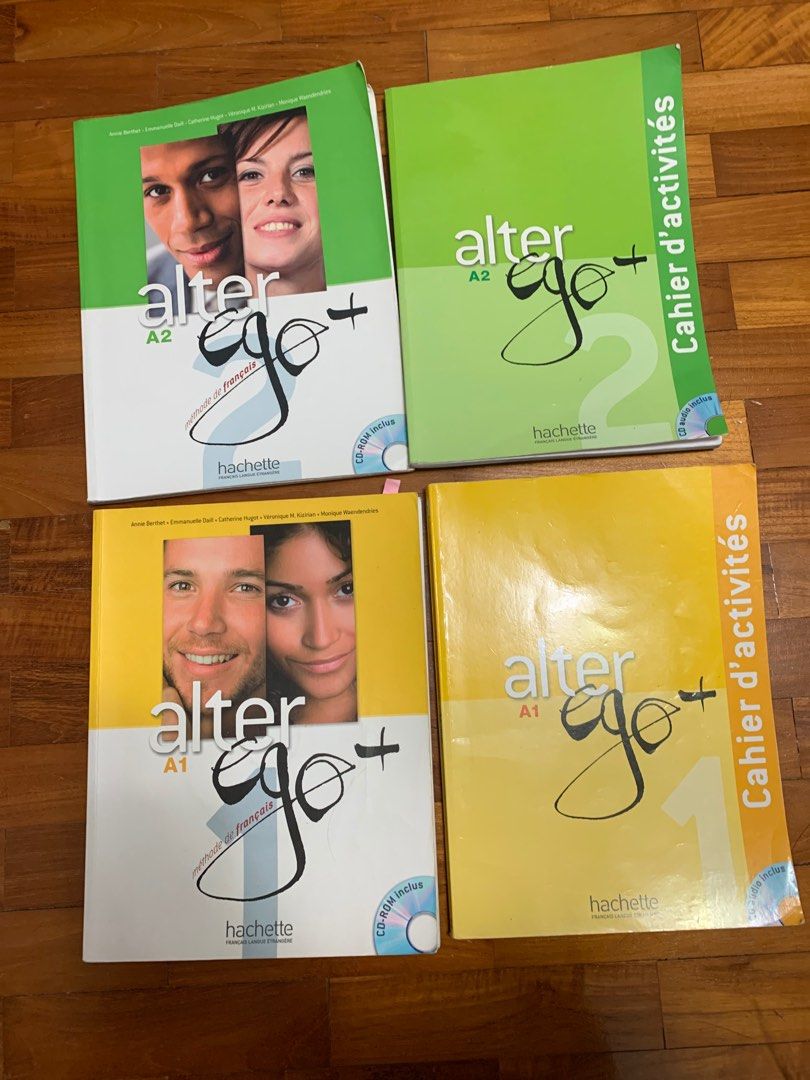 Annie Berthet • Emmanuelle Daill • Catherine Hugot • Véronique M. Kizirian • Monique Waendendries
alter
ego+
A2
méthode de français
2
CD-ROM inclus
hachette
FRANÇAIS LANGUE ÉTRANGÈRE
Cahier d'activités
alter
ego+
A2
2
CD audio inclus
hachette
FRANÇAIS LANGUE ÉTRANGÈRE
Annie Berthet • Emmanuelle Daill • Catherine Hugot • Véronique M. Kizirian • Monique Waendendries
alter
ego+
A1
méthode de français
1
CD-ROM inclus
hachette
FRANÇAIS LANGUE ÉTRANGÈRE
Cahier d'activités
alter
ego+
A1
1
CD audio inclus
hachette
FRANÇAIS LANGUE